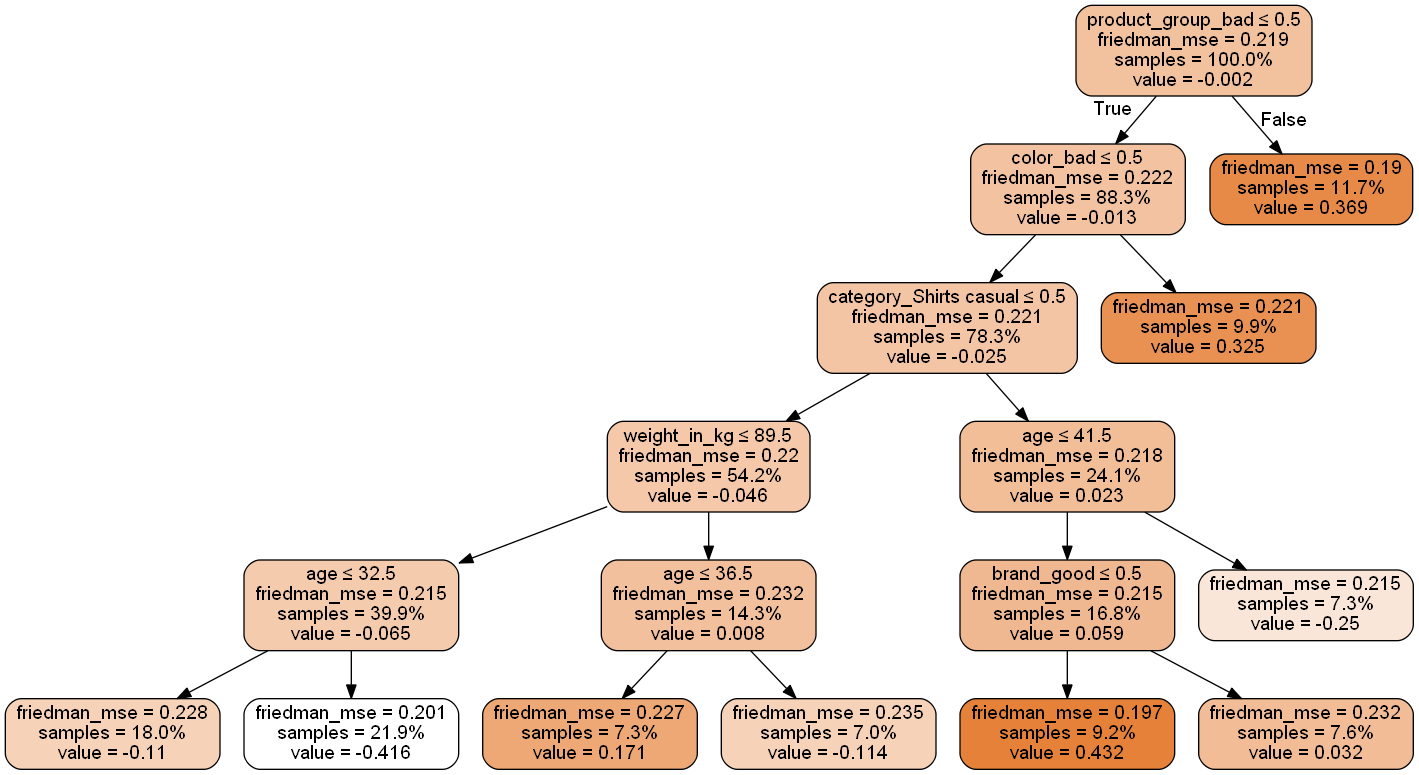 product_group_bad ≤ 0.5
friedman_mse = 0.219
samples = 100.0%
value = -0.002
True
False
color_bad ≤ 0.5
friedman_mse = 0.222
samples = 88.3%
value = -0.013
friedman_mse = 0.19
samples = 11.7%
value = 0.369
category_Shirts casual ≤ 0.5
friedman_mse = 0.221
samples = 78.3%
value = -0.025
friedman_mse = 0.221
samples = 9.9%
value = 0.325
weight_in_kg ≤ 89.5
friedman_mse = 0.22
samples = 54.2%
value = -0.046
age ≤ 41.5
friedman_mse = 0.218
samples = 24.1%
value = 0.023
age ≤ 32.5
friedman_mse = 0.215
samples = 39.9%
value = -0.065
age ≤ 36.5
friedman_mse = 0.232
samples = 14.3%
value = 0.008
brand_good ≤ 0.5
friedman_mse = 0.215
samples = 16.8%
value = 0.059
friedman_mse = 0.215
samples = 7.3%
value = -0.25
friedman_mse = 0.228
samples = 18.0%
value = -0.11
friedman_mse = 0.201
samples = 21.9%
value = -0.416
friedman_mse = 0.227
samples = 7.3%
value = 0.171
friedman_mse = 0.235
samples = 7.0%
value = -0.114
friedman_mse = 0.197
samples = 9.2%
value = 0.432
friedman_mse = 0.232
samples = 7.6%
value = 0.032